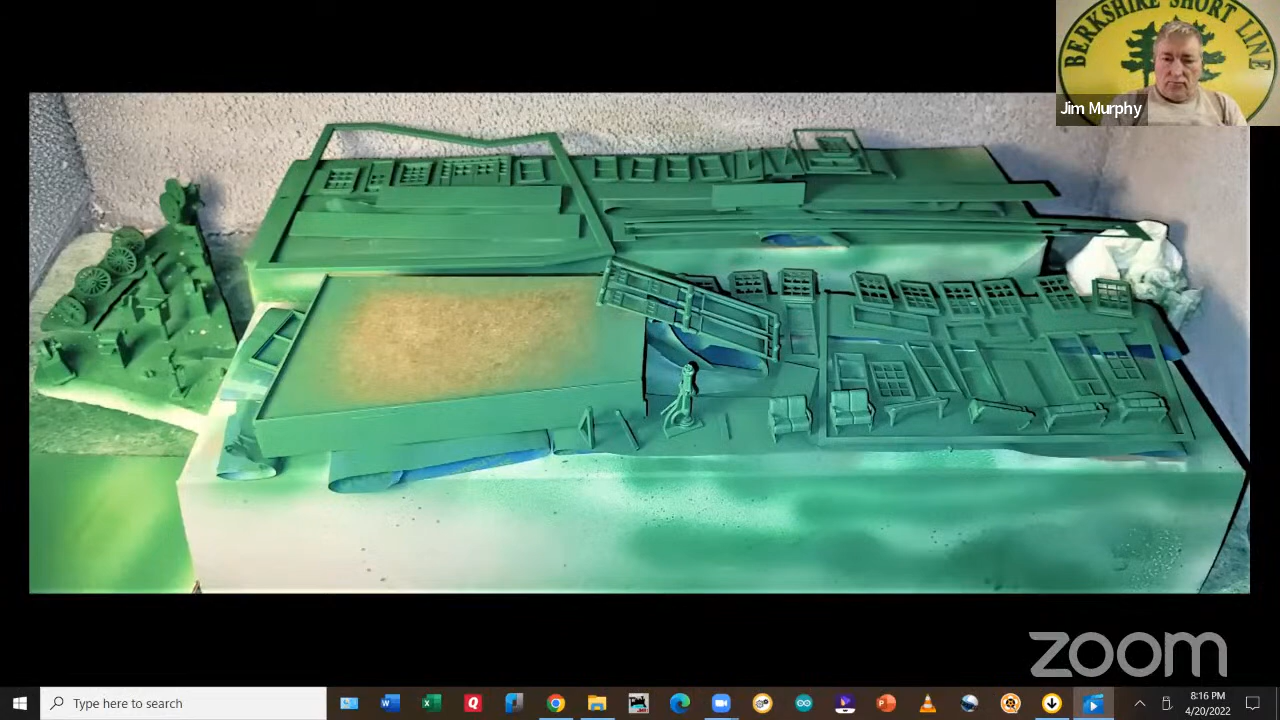 BERKSHIRE SHORT LINE
Jim Murphy
zoom
Type here to search
8:16 PM
4/20/2022